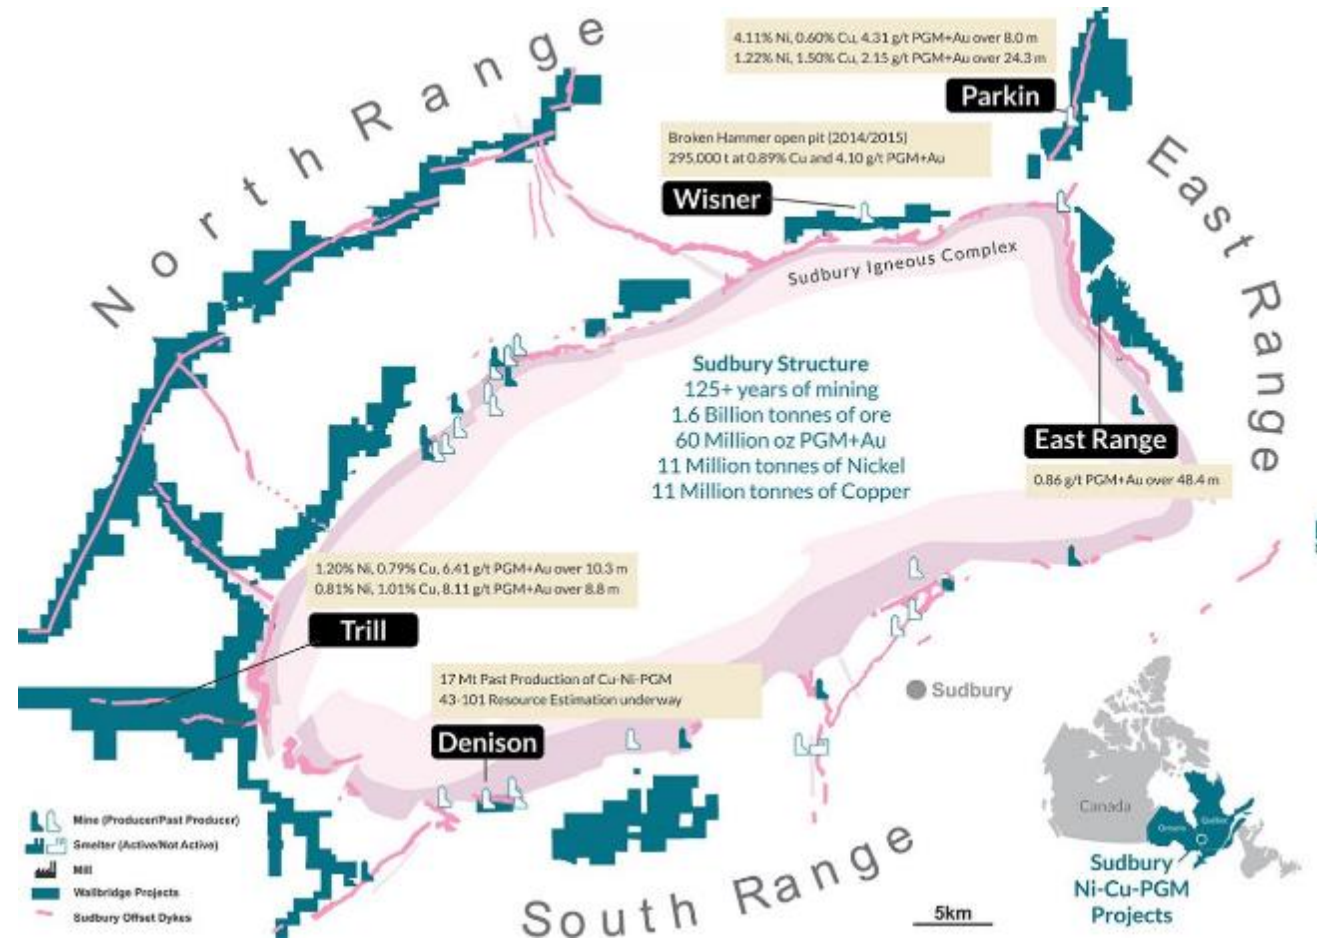 North Range
4.11% Ni, 0.60% Cu, 4.31 g/t PGM+Au over 8.0 m
1.22% Ni, 1.50% Cu, 2.15 g/t PGM+Au over 24.3 m
Parkin
Broken Hammer open pit (2014/2015)
295,000 t at 0.89% Cu and 4.10 g/t PGM+Au
Wisner
East Range
Sudbury Igneous Complex
Sudbury Structure
125+ years of mining
1.6 Billion tonnes of ore
60 Million oz PGM+Au
11 Million tonnes of Nickel
11 Million tonnes of Copper
East Range
0.86 g/t PGM+Au over 48.4 m
1.20% Ni, 0.79% Cu, 6.41 g/t PGM+Au over 10.3 m
0.81% Ni, 1.01% Cu, 8.11 g/t PGM+Au over 8.8 m
Trill
17 Mt Past Production of Cu-Ni-PGM
43-101 Resource Estimation underway
Denison
Sudbury
Mine (Producer/Past Producer)
Smelter (Active/Not Active)
Mill
Wallbridge Projects
Sudbury Offset Dykes
South Range
5km
Canada
Ontario
Quebec
Sudbury
Ni-Cu-PGM
Projects